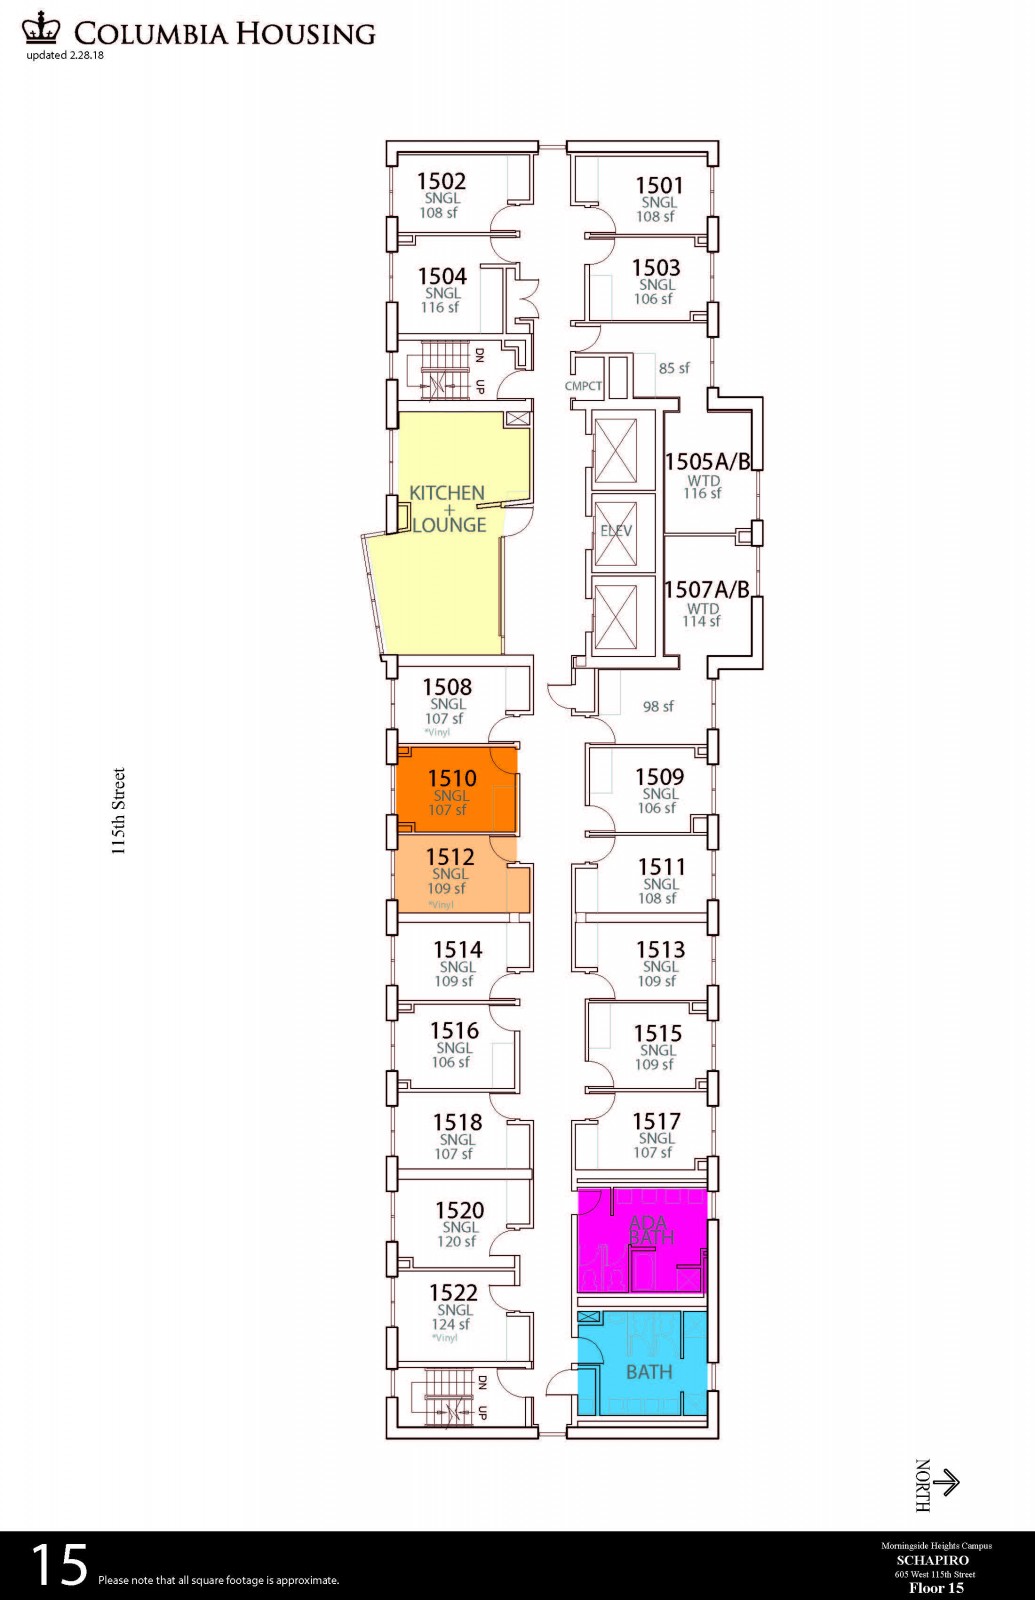 COLUMBIA HOUSING
updated 2.28.18
1502
SNGL
108 sf
1501
SNGL
108 sf
1504
SNGL
116 sf
1503
SNGL
106 sf
DN
UP
CMPCT
85 sf
KITCHEN
+
LOUNGE
1505A/B
WTD
116 sf
ELEV
1507A/B
WTD
114 sf
1508
SNGL
107 sf
*Vinyl
98 sf
115th Street
1510
SNGL
107 sf
1509
SNGL
106 sf
1512
SNGL
109 sf
*Vinyl
1511
SNGL
108 sf
1514
SNGL
109 sf
1513
SNGL
109 sf
1516
SNGL
106 sf
1515
SNGL
109 sf
1518
SNGL
107 sf
1517
SNGL
107 sf
1520
SNGL
120 sf
ADA
BATH
1522
SNGL
124 sf
*Vinyl
BATH
DN
UP
NORTH
15
Please note that all square footage is approximate.
Morningside Heights Campus
SCHAPIRO
605 West 115th Street
Floor 15